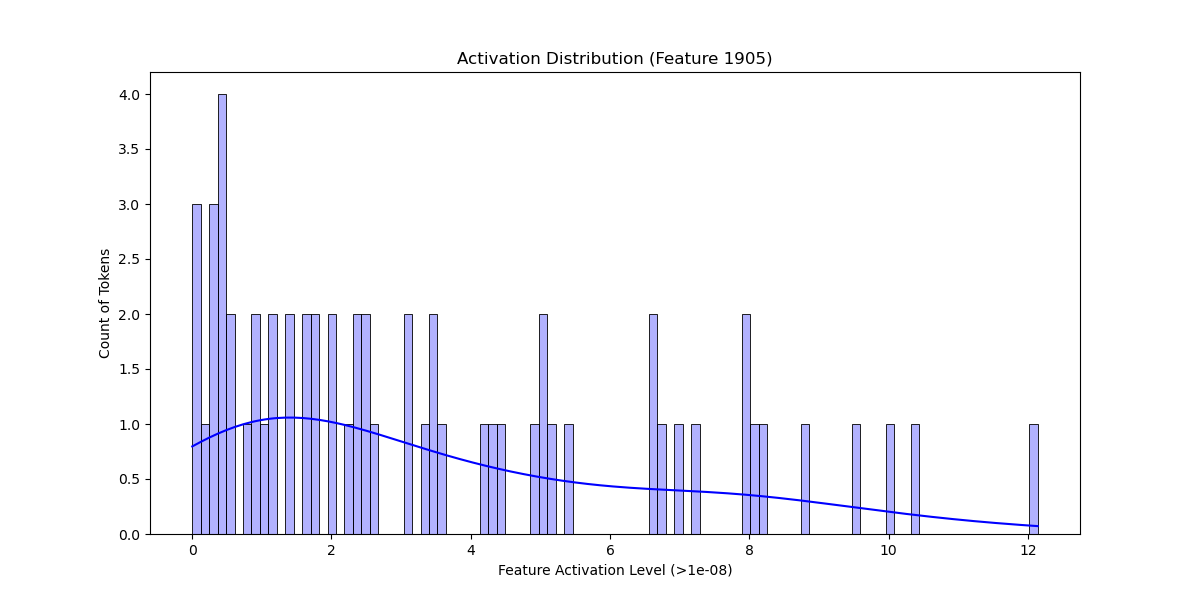 Activation Distribution (Feature 1905)
4.0
3.5
3.0
2.5
2.0
1.5
1.0
0.5
0.0
Count of Tokens
0 2 4 6 8 10 12
Feature Activation Level (>1e-08)